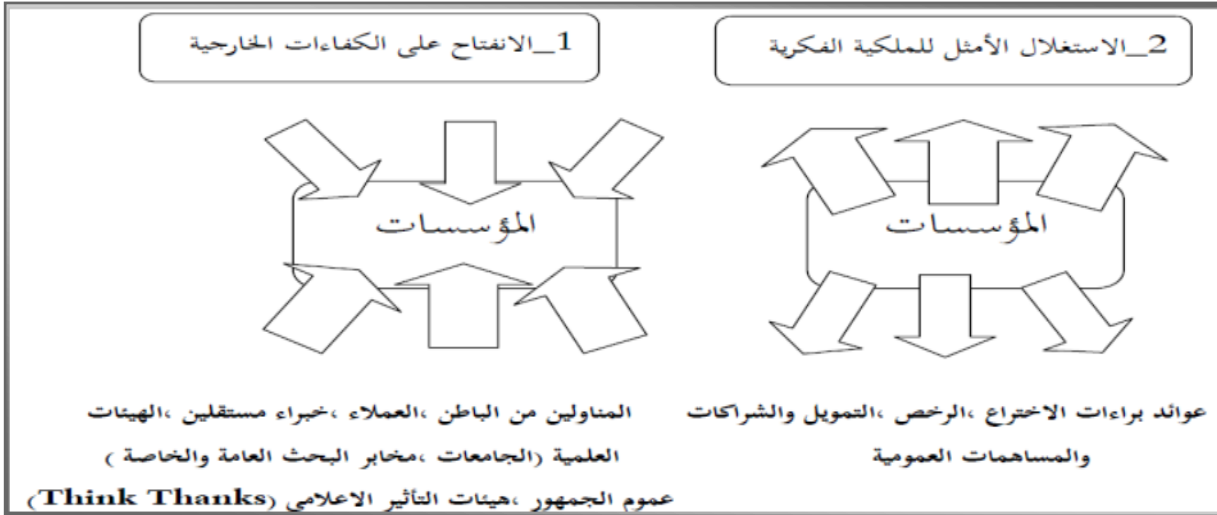 1_الانفتاح على الكفاءات الخارجية
2_الاستغلال الأمثل للملكية الفكرية
المؤسسات
المؤسسات
عوائد براءات الاختراع ،الرخص ،التمويل والشراكات
والمساهمات العمومية
المناولين من الباطن ،العملاء ،خبراء مستقلين ،الهيئات
العلمية (الجامعات ،مخابر البحث العامة والخاصة )
عموم الجمهور ،هيئات التأثير الاعلامي (Think Thanks)